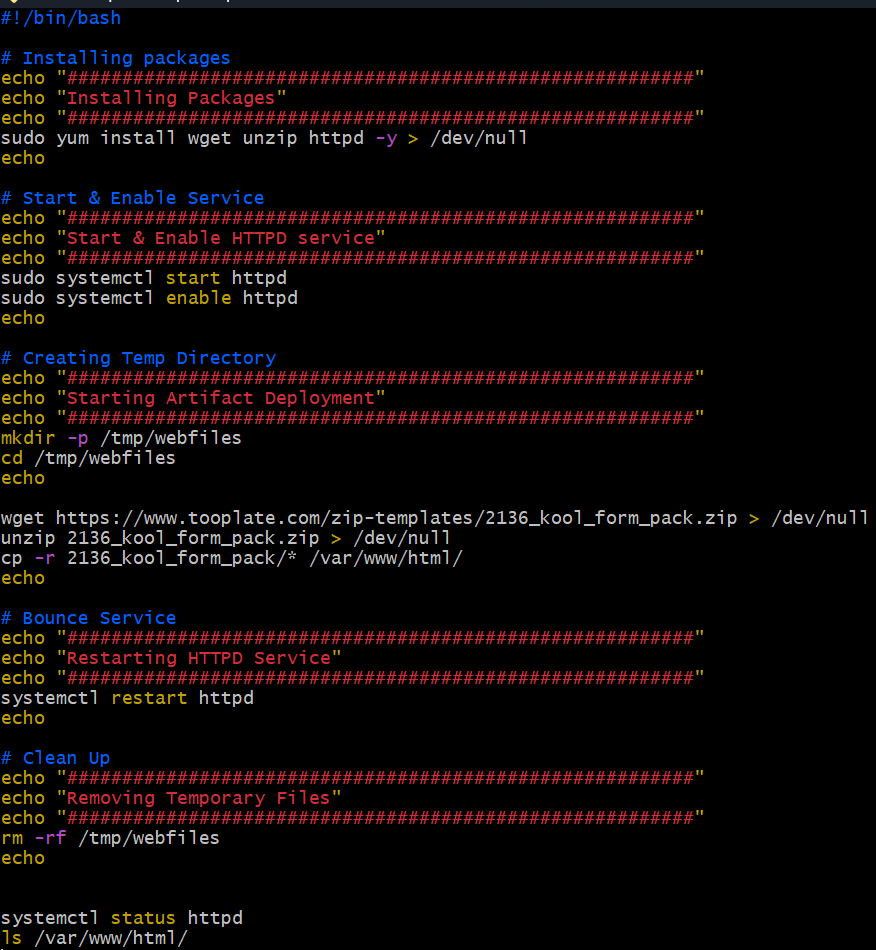 #!/bin/bash
# Installing packages
echo "#########################################################"
echo "Installing Packages"
echo "#########################################################"
sudo yum install wget unzip httpd -y > /dev/null
echo
# Start & Enable Service
echo "#########################################################"
echo "Start & Enable HTTPD service"
echo "#########################################################"
sudo systemctl start httpd
sudo systemctl enable httpd
echo
# Creating Temp Directory
echo "#########################################################"
echo "Starting Artifact Deployment"
echo "#########################################################"
mkdir -p /tmp/webfiles
cd /tmp/webfiles
echo
wget https://www.tooplate.com/zip-templates/2136_kool_form_pack.zip > /dev/null
unzip 2136_kool_form_pack.zip > /dev/null
cp -r 2136_kool_form_pack/* /var/www/html/
echo
# Bounce Service
echo "#########################################################"
echo "Restarting HTTPD Service"
echo "#########################################################"
systemctl restart httpd
echo
# Clean Up
echo "#########################################################"
echo "Removing Temporary Files"
echo "#########################################################"
rm -rf /tmp/webfiles
echo
systemctl status httpd
ls /var/www/html/